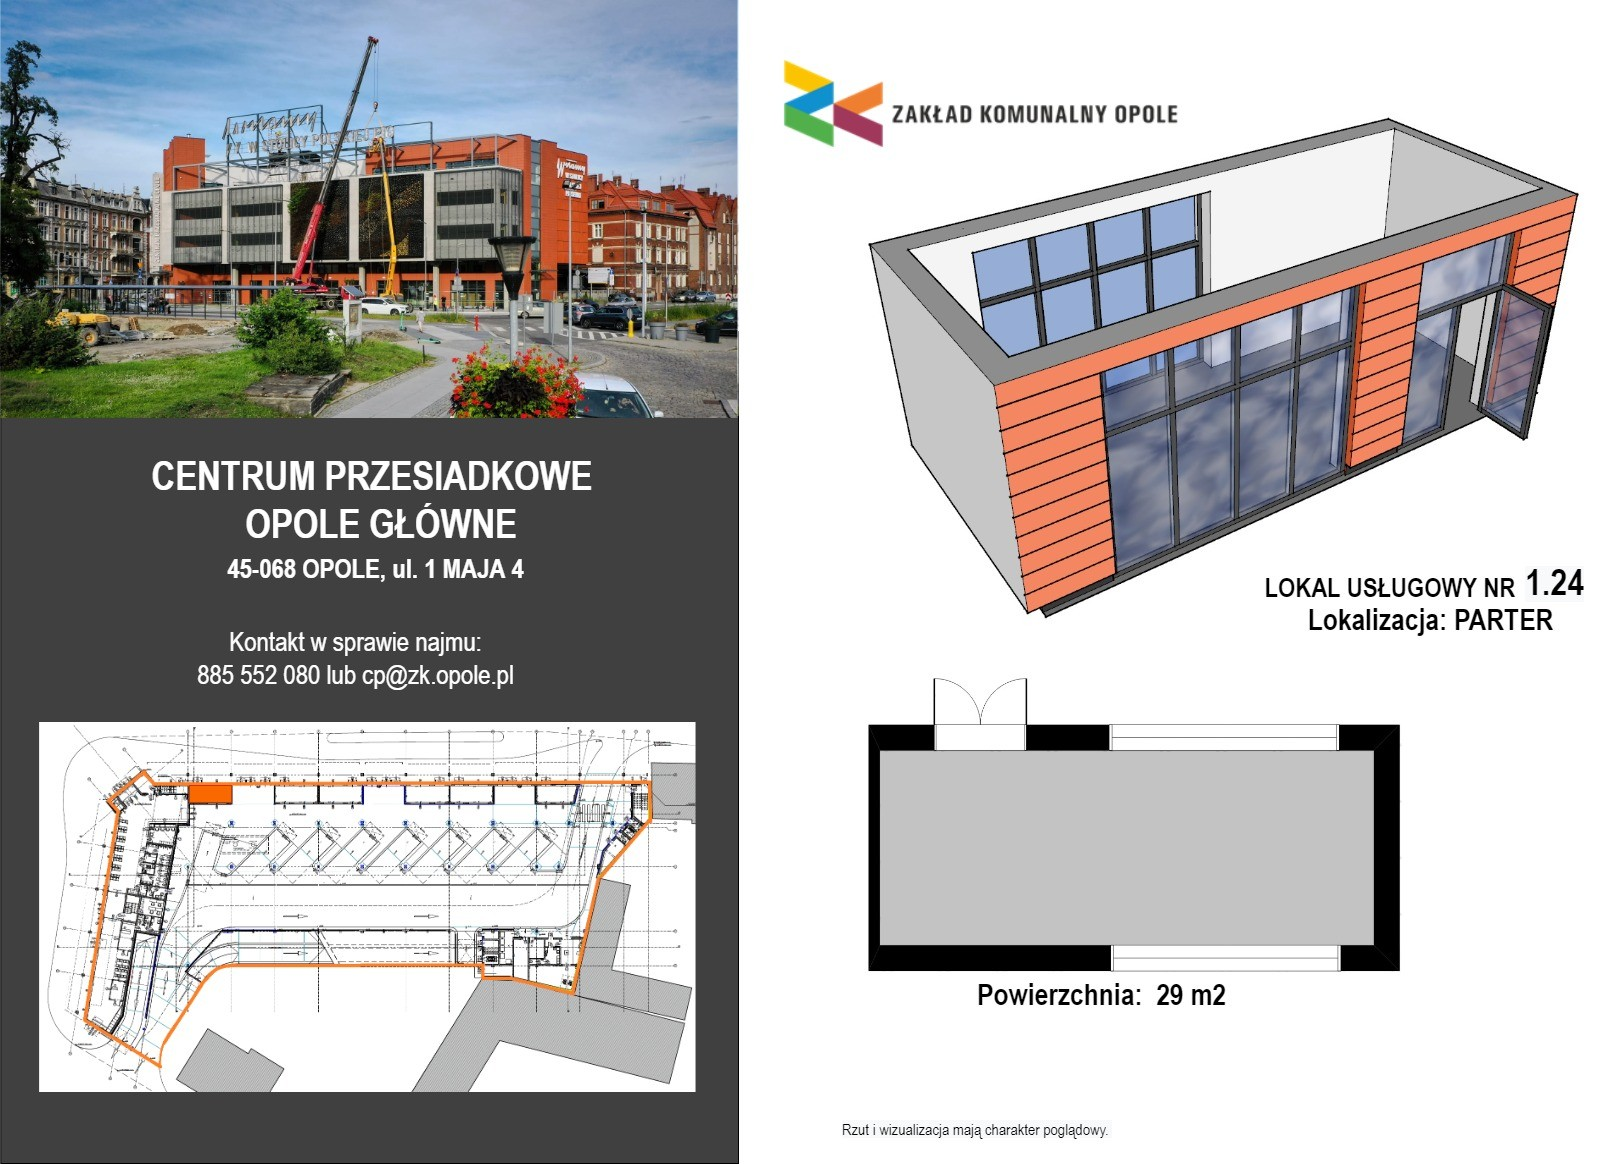 CENTRUM PRZESIADKOWE
OPOLE GŁÓWNE
45-068 OPOLE, ul. 1 MAJA 4
Kontakt w sprawie najmu:
885 552 080 lub cp@zk.opole.pl
ZAKŁAD KOMUNALNY OPOLE
LOKAL USŁUGOWY NR 1.24
Lokalizacja: PARTER
Powierzchnia: 29 m2
Rzut i wizualizacja mają charakter poglądowy.